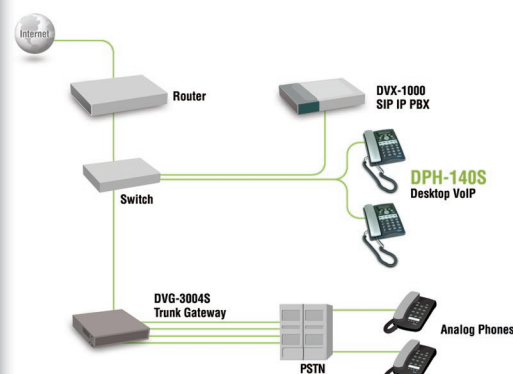 Internet
Router
DVX-1000
SIP IP PBX
DPH-140S
Desktop VoIP
Switch
DVG-3004S
Trunk Gateway
Analog Phones
PSTN